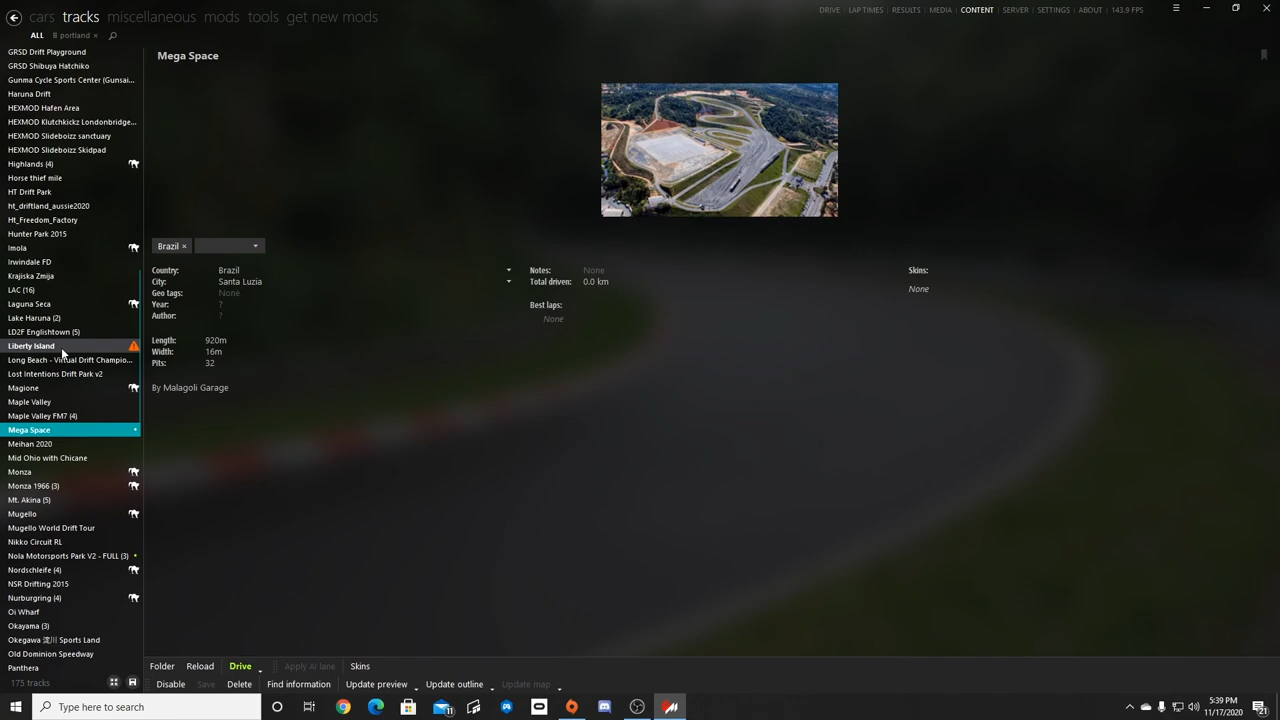 cars tracks miscellaneous mods tools get new mods
DRIVE LAP TIMES RESULTS MEDIA CONTENT SERVER SETTINGS ABOUT 143.9 FPS
ALL portland ×
GRSD Drift Playground
GRSD Shibuya Hatchiko
Gunma Cycle Sports Center (Gunsai...
Haruna Drift
HEXMOD Hafen Area
HEXMOD Klutchkickz Londonbridge...
HEXMOD Slideboizz sanctuary
HEXMOD Slideboizz Skidpad
Highlands (4)
Horse thief mile
HT Drift Park
ht_driftland_aussie2020
Ht_Freedom_Factory
Hunter Park 2015
Imola
Irwindale FD
Krajiska Zmija
LAC (16)
Laguna Seca
Lake Haruna (2)
LD2F Englishtown (5)
Liberty Island
Long Beach - Virtual Drift Champio...
Lost Intentions Drift Park v2
Magione
Maple Valley
Maple Valley FM7 (4)
Mega Space
Meihan 2020
Mid Ohio with Chicane
Monza
Monza 1966 (3)
Mt. Akina (5)
Mugello
Mugello World Drift Tour
Nikko Circuit RL
Nola Motorsports Park V2 - FULL (3)
Nordschleife (4)
NSR Drifting 2015
Nurburgring (4)
Oi Wharf
Okayama (3)
Okegawa 淀川 Sports Land
Old Dominion Speedway
Panthera
175 tracks
Mega Space
Brazil ×
Country: Brazil
City: Santa Luzia
Geo tags: None
Year: ?
Author: ?
Length: 920m
Width: 16m
Pits: 32
By Malagoli Garage
Notes: None
Total driven: 0.0 km
Best laps:
None
Skins:
None
Folder Reload Drive Apply AI lane Skins
Disable Save Delete Find information Update preview Update outline Update map
Type here to search
11
5:39 PM
11/17/2020
21